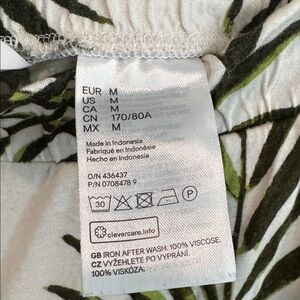 EUR M
US M
CA M
CN 170/80A
MX M
Made in Indonesia
Fabriqué en Indonésie
Hecho en Indonesia
O/N 436437
P/N 0708478 9
30
P
clevercare.info
GB IRON AFTER WASH. 100% VISCOSE.
CZ VYŽEHLETE PO VYPRÁNÍ.
100% VISKÓZA.